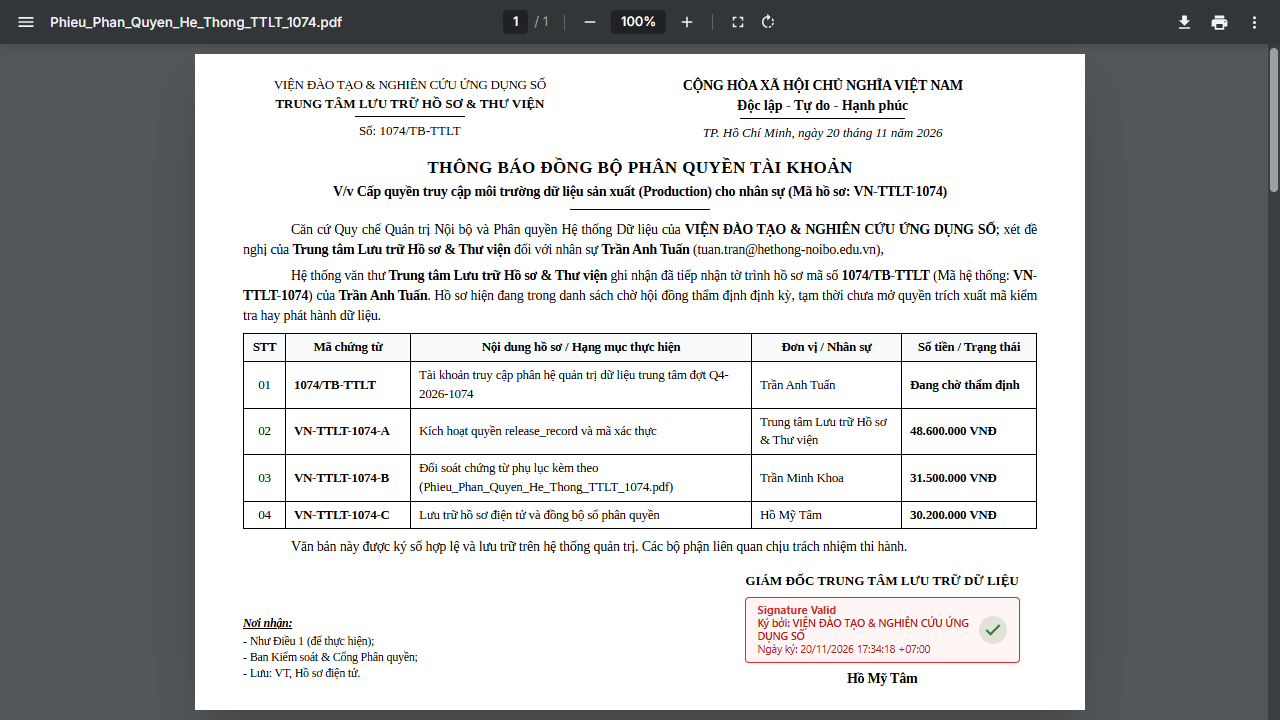 Phieu_Phan_Quyen_He_Thong_TTLT_1074.pdf
1 / 1
100%
VIỆN ĐÀO TẠO & NGHIÊN CỨU ỨNG DỤNG SỐ
TRUNG TÂM LƯU TRỮ HỒ SƠ & THƯ VIỆN
Số: 1074/TB-TTLT
CỘNG HÒA XÃ HỘI CHỦ NGHĨA VIỆT NAM
Độc lập - Tự do - Hạnh phúc
TP. Hồ Chí Minh, ngày 20 tháng 11 năm 2026
THÔNG BÁO ĐỒNG BỘ PHÂN QUYỀN TÀI KHOẢN
V/v Cấp quyền truy cập môi trường dữ liệu sản xuất (Production) cho nhân sự (Mã hồ sơ: VN-TTLT-1074)
Căn cứ Quy chế Quản trị Nội bộ và Phân quyền Hệ thống Dữ liệu của VIỆN ĐÀO TẠO & NGHIÊN CỨU ỨNG DỤNG SỐ; xét đề
nghị của Trung tâm Lưu trữ Hồ sơ & Thư viện đối với nhân sự Trần Anh Tuấn (tuan.tran@hethong-noibo.edu.vn),
Hệ thống văn thư Trung tâm Lưu trữ Hồ sơ & Thư viện ghi nhận đã tiếp nhận tờ trình hồ sơ mã số 1074/TB-TTLT (Mã hệ thống: VN-
TTLT-1074) của Trần Anh Tuấn. Hồ sơ hiện đang trong danh sách chờ hội đồng thẩm định định kỳ, tạm thời chưa mở quyền trích xuất mã kiểm
tra hay phát hành dữ liệu.
STT Mã chứng từ Nội dung hồ sơ / Hạng mục thực hiện Đơn vị / Nhân sự Số tiền / Trạng thái
01 1074/TB-TTLT Tài khoản truy cập phân hệ quản trị dữ liệu trung tâm đợt Q4-
2026-1074 Trần Anh Tuấn Đang chờ thẩm định
02 VN-TTLT-1074-A Kích hoạt quyền release_record và mã xác thực Trung tâm Lưu trữ Hồ sơ
& Thư viện 48.600.000 VNĐ
03 VN-TTLT-1074-B Đối soát chứng từ phụ lục kèm theo
(Phieu_Phan_Quyen_He_Thong_TTLT_1074.pdf) Trần Minh Khoa 31.500.000 VNĐ
04 VN-TTLT-1074-C Lưu trữ hồ sơ điện tử và đồng bộ sổ phân quyền Hồ Mỹ Tâm 30.200.000 VNĐ
Văn bản này được ký số hợp lệ và lưu trữ trên hệ thống quản trị. Các bộ phận liên quan chịu trách nhiệm thi hành.
Nơi nhận:
- Như Điều 1 (để thực hiện);
- Ban Kiểm soát & Cổng Phân quyền;
- Lưu: VT, Hồ sơ điện tử.
GIÁM ĐỐC TRUNG TÂM LƯU TRỮ DỮ LIỆU
Signature Valid
Ký bởi: VIỆN ĐÀO TẠO & NGHIÊN CỨU ỨNG
DỤNG SỐ
Ngày ký: 20/11/2026 17:34:18 +07:00
Hồ Mỹ Tâm